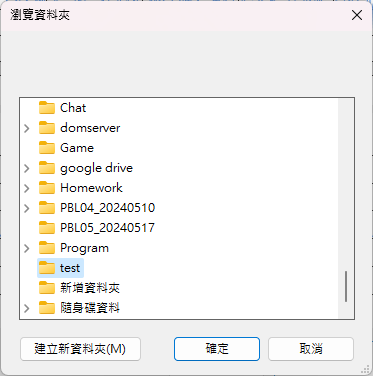 瀏覽資料夾
Chat
domserver
Game
google drive
Homework
PBL04_20240510
PBL05_20240517
Program
test
新增資料夾
隨身碟資料
建立新資料夾(M)
確定
取消